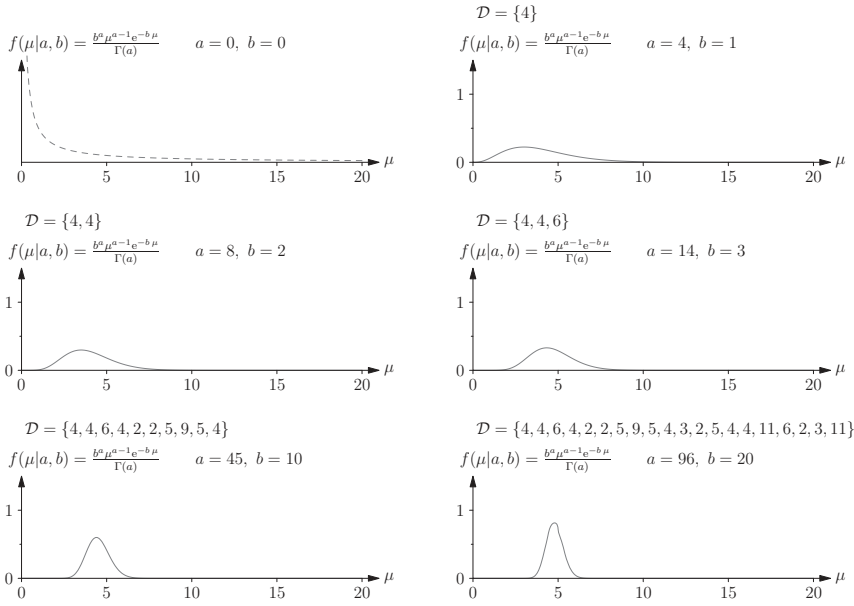 f(μ|a, b) = b^a μ^{a−1} e^{−b μ} / Γ(a)   a = 0, b = 0
μ
0 5 10 15 20
𝒟 = {4}
f(μ|a, b) = b^a μ^{a−1} e^{−b μ} / Γ(a)   a = 4, b = 1
1
0
μ
0 5 10 15 20
𝒟 = {4, 4}
f(μ|a, b) = b^a μ^{a−1} e^{−b μ} / Γ(a)   a = 8, b = 2
1
0
μ
0 5 10 15 20
𝒟 = {4, 4, 6}
f(μ|a, b) = b^a μ^{a−1} e^{−b μ} / Γ(a)   a = 14, b = 3
1
0
μ
0 5 10 15 20
𝒟 = {4, 4, 6, 4, 2, 2, 5, 9, 5, 4}
f(μ|a, b) = b^a μ^{a−1} e^{−b μ} / Γ(a)   a = 45, b = 10
1
0
μ
0 5 10 15 20
𝒟 = {4, 4, 6, 4, 2, 2, 5, 9, 5, 4, 3, 2, 5, 4, 4, 11, 6, 2, 3, 11}
f(μ|a, b) = b^a μ^{a−1} e^{−b μ} / Γ(a)   a = 96, b = 20
1
0
μ
0 5 10 15 20